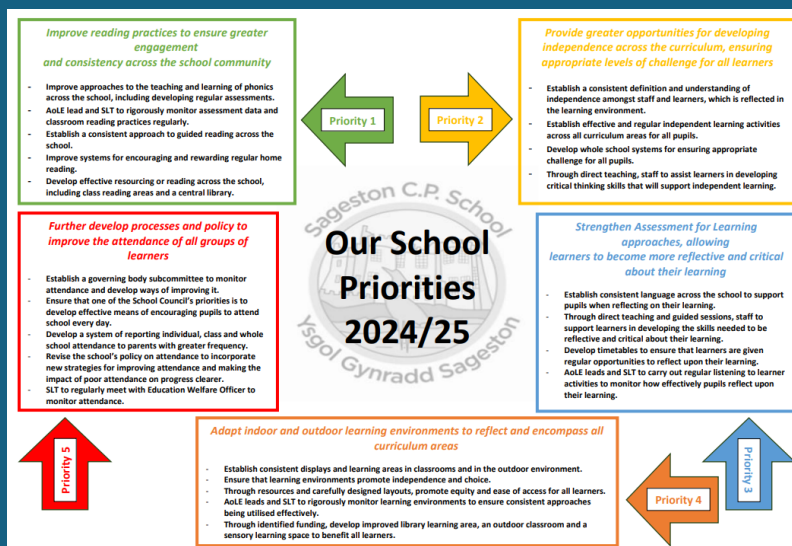 Improve reading practices to ensure greater
engagement
and consistency across the school community
- Improve approaches to the teaching and learning of phonics
across the school, including developing regular assessments.
- AoLE lead and SLT to rigorously monitor assessment data and
classroom reading practices regularly.
- Establish a consistent approach to guided reading across the
school.
- Improve systems for encouraging and rewarding regular home
reading.
- Develop effective resourcing or reading across the school,
including class reading areas and a central library.
Priority 1
Priority 2
Provide greater opportunities for developing
independence across the curriculum, ensuring
appropriate levels of challenge for all learners
- Establish a consistent definition and understanding of
independence amongst staff and learners, which is reflected in
the learning environment.
- Establish effective and regular independent learning activities
across all curriculum areas for all pupils.
- Develop whole school systems for ensuring appropriate
challenge for all pupils.
- Through direct teaching, staff to assist learners in developing
critical thinking skills that will support independent learning.
Sageston C.P. School
Our School
Priorities
2024/25
Ysgol Gynradd Sageston
Further develop processes and policy to
improve the attendance of all groups of
learners
- Establish a governing body subcommittee to monitor
attendance and develop ways of improving it.
- Ensure that one of the School Council's priorities is to
develop effective means of encouraging pupils to attend
school every day.
- Develop a system of reporting individual, class and whole
school attendance to parents with greater frequency.
- Revise the school's policy on attendance to incorporate
new strategies for improving attendance and making the
impact of poor attendance on progress clearer.
- SLT to regularly meet with Education Welfare Officer to
monitor attendance.
Strengthen Assessment for Learning
approaches, allowing
learners to become more reflective and critical
about their learning
- Establish consistent language across the school to support
pupils when reflecting on their learning.
- Through direct teaching and guided sessions, staff to
support learners in developing the skills needed to be
reflective and critical about their learning.
- Develop timetables to ensure that learners are given
regular opportunities to reflect upon their learning.
- AoLE leads and SLT to carry out regular listening to learner
activities to monitor how effectively pupils reflect upon
their learning.
Priority 5
Adapt indoor and outdoor learning environments to reflect and encompass all
curriculum areas
- Establish consistent displays and learning areas in classrooms and in the outdoor environment.
- Ensure that learning environments promote independence and choice.
- Through resources and carefully designed layouts, promote equity and ease of access for all learners.
- AoLE leads and SLT to rigorously monitor learning environments to ensure consistent approaches
being utilised effectively.
- Through identified funding, develop improved library learning area, an outdoor classroom and a
sensory learning space to benefit all learners.
Priority 4
Priority 3